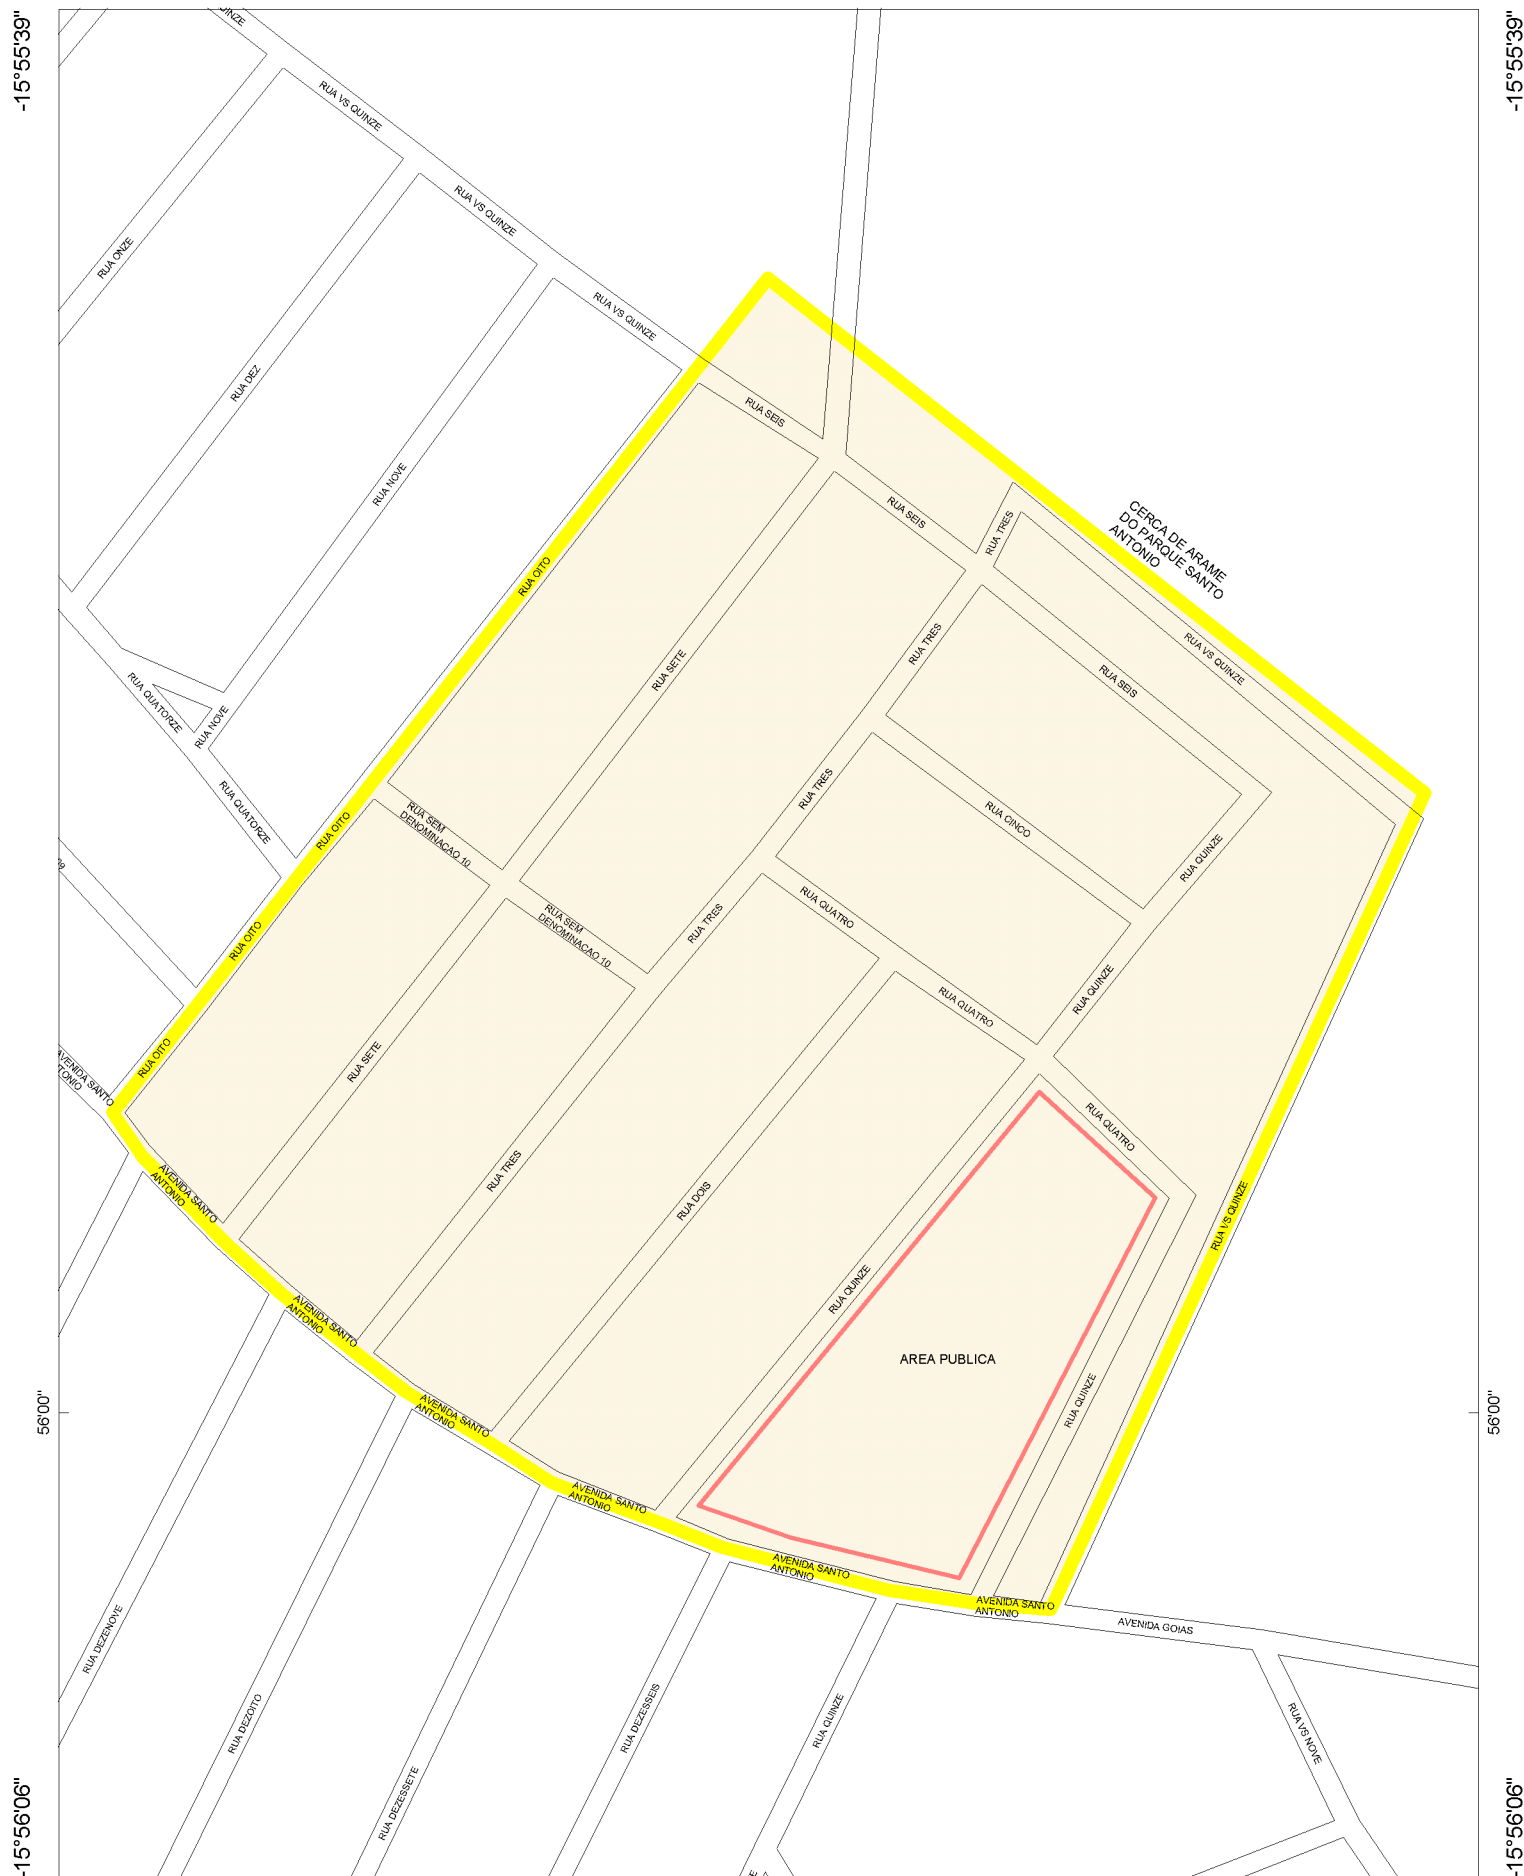 -15°55'39"
-15°55'39"
INZE
RUA VS QUINZE
RUA VS QUINZE
RUA ONZE
RUA VS QUINZE
RUA DEZ
RUA SEIS
RUA NOVE
RUA SEIS
RUA TRES
CERCA DE ARAME
DO PARQUE SANTO
ANTONIO
RUA OITO
RUA TRES
RUA VS QUINZE
RUA SETE
RUA SEIS
RUA QUATORZE
RUA NOVE
RUA TRES
RUA QUATORZE
RUA OITO
RUA SEM
DENOMINACAO 10
RUA CINCO
RUA QUINZE
RUA QUATRO
RUA TRES
RUA SEM
DENOMINACAO 10
RUA OITO
RUA QUINZE
RUA QUATRO
RUA OITO
RUA SETE
AVENIDA SANTO
TONIO
RUA QUATRO
RUA TRES
RUA DOIS
AVENIDA SANTO
ANTONIO
RUA VS QUINZE
RUA QUINZE
AVENIDA SANTO
ANTONIO
AREA PUBLICA
RUA QUINZE
AVENIDA SANTO
ANTONIO
56'00"
56'00"
AVENIDA SANTO
ANTONIO
AVENIDA SANTO
ANTONIO
AVENIDA SANTO
ANTONIO
AVENIDA GOIAS
RUA DEZENOVE
RUA DEZOITO
RUA DEZESSEIS
RUA QUINZE
RUA VS NOVE
RUA DEZESSETE
-15°56'06"
-15°56'06"